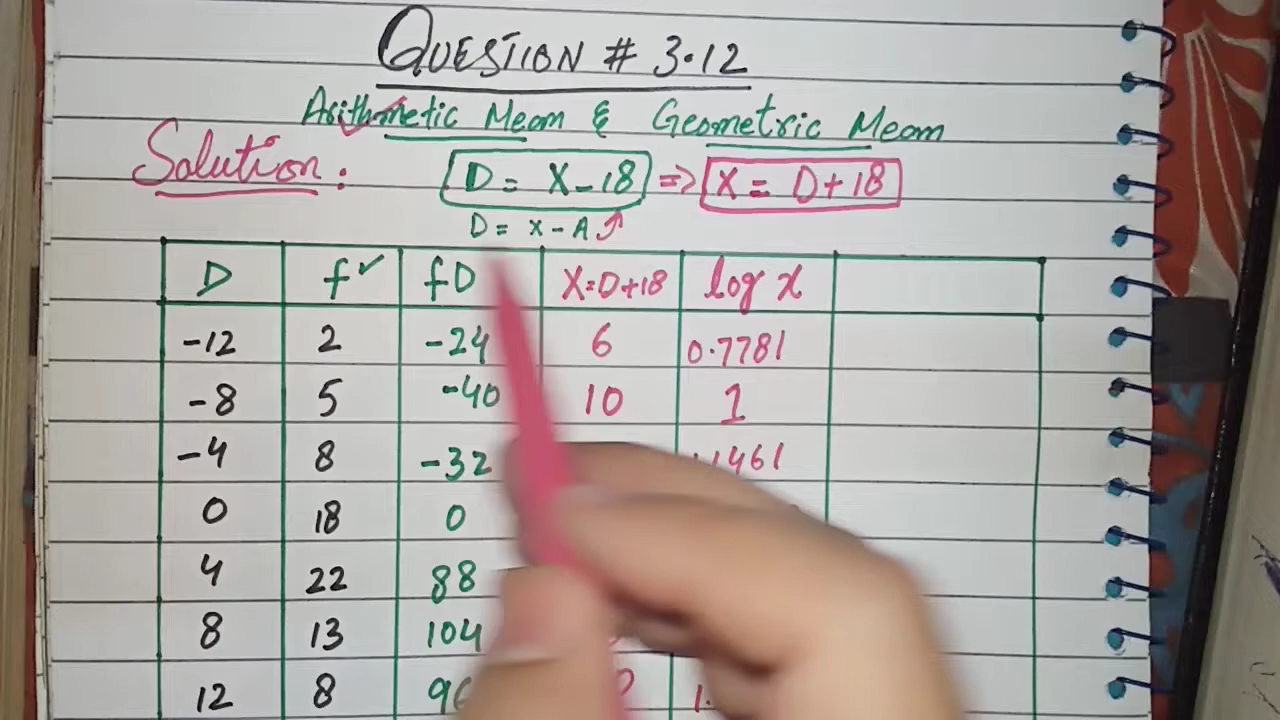 QUESTION # 3.12
Arithmetic Mean & Geometric Mean
Solution:
D = X-18 => X = D+18
D = x - A
D f ✓ fD X=D+18 log x
-12 2 -24 6 0.7781
-8 5 -40 10 1
-4 8 -32
0 18 0
4 22 88
8 13 104
12 8